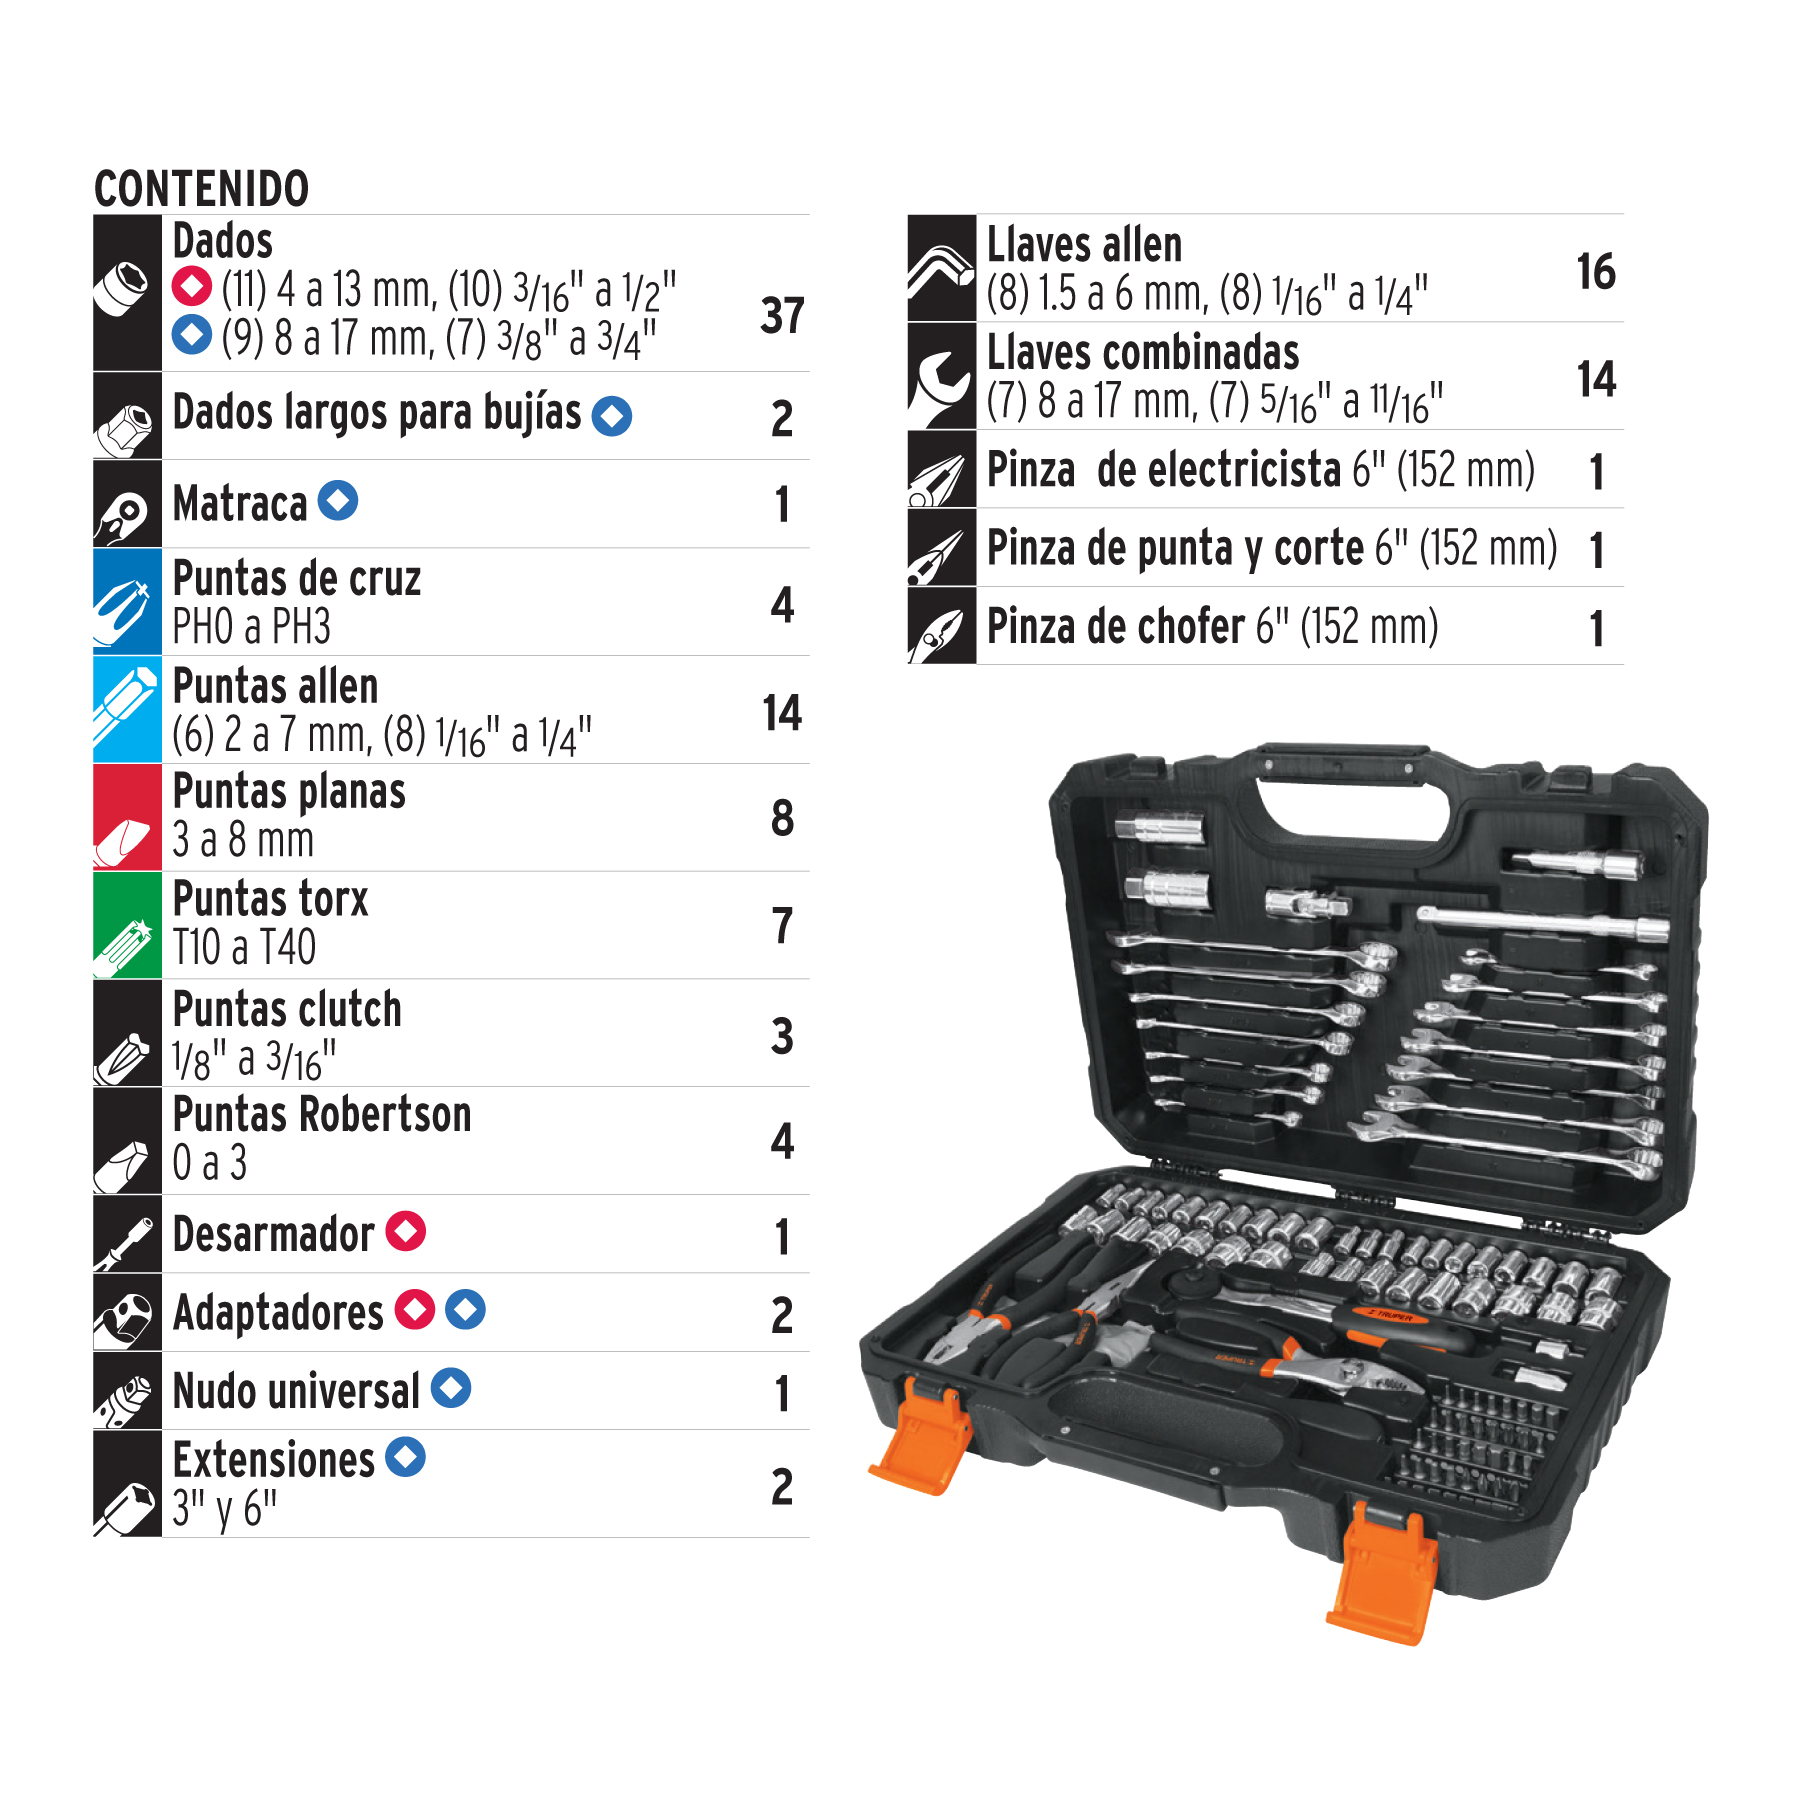 CONTENIDO
Dados
(11) 4 a 13 mm, (10) 3/16" a 1/2"
(9) 8 a 17 mm, (7) 3/8" a 3/4"
37
Dados largos para bujías
2
Matraca
1
Puntas de cruz
PH0 a PH3
4
Puntas allen
(6) 2 a 7 mm, (8) 1/16" a 1/4"
14
Puntas planas
3 a 8 mm
8
Puntas torx
T10 a T40
7
Puntas clutch
1/8" a 3/16"
3
Puntas Robertson
0 a 3
4
Desarmador
1
Adaptadores
2
Nudo universal
1
Extensiones
3" y 6"
2
Llaves allen
(8) 1.5 a 6 mm, (8) 1/16" a 1/4"
16
Llaves combinadas
(7) 8 a 17 mm, (7) 5/16" a 11/16"
14
Pinza de electricista 6" (152 mm)
1
Pinza de punta y corte 6" (152 mm)
1
Pinza de chofer 6" (152 mm)
1
TRUPER
TRUPER
TRUPER